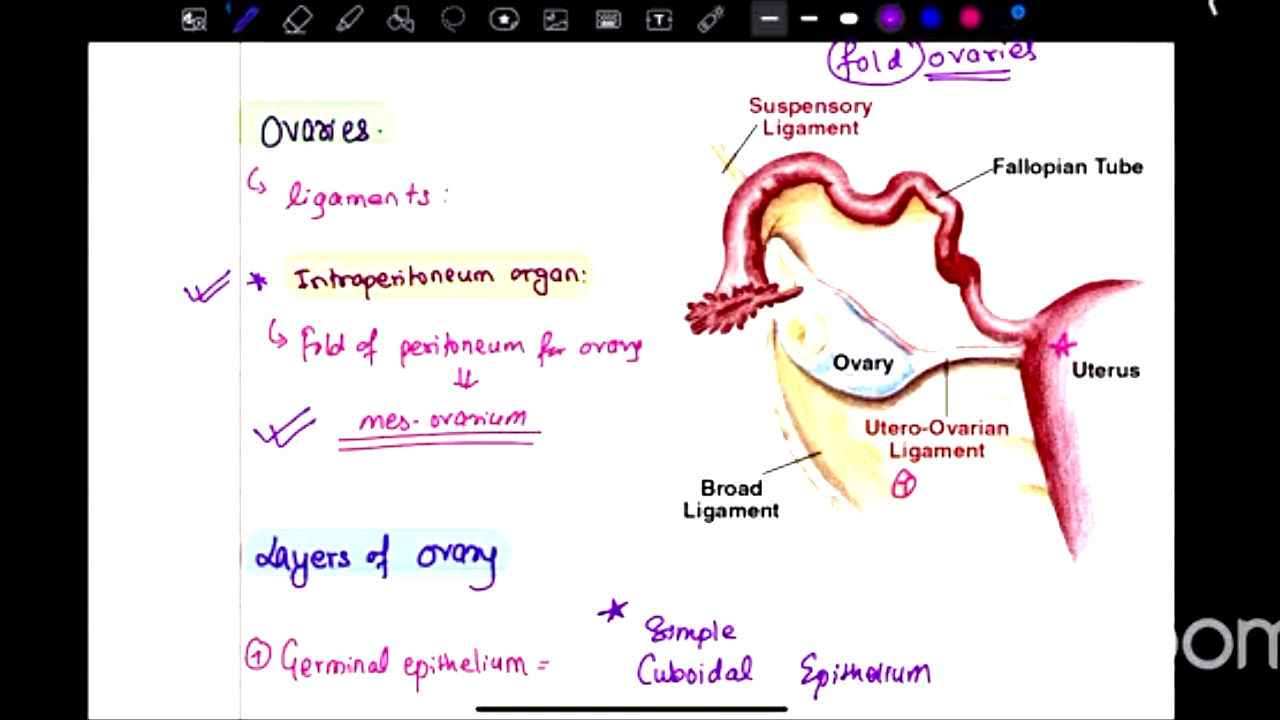 (fold) ovaries
Ovaries.
ligaments:
Intraperitoneum organ:
Fold of peritoneum for ovary
mes-ovarium
Suspensory
Ligament
Fallopian Tube
Ovary
Uterus
Utero-Ovarian
Ligament
Broad
Ligament
Layers of ovary
① Germinal epithelium =
Simple
Cuboidal Epithelium
oom